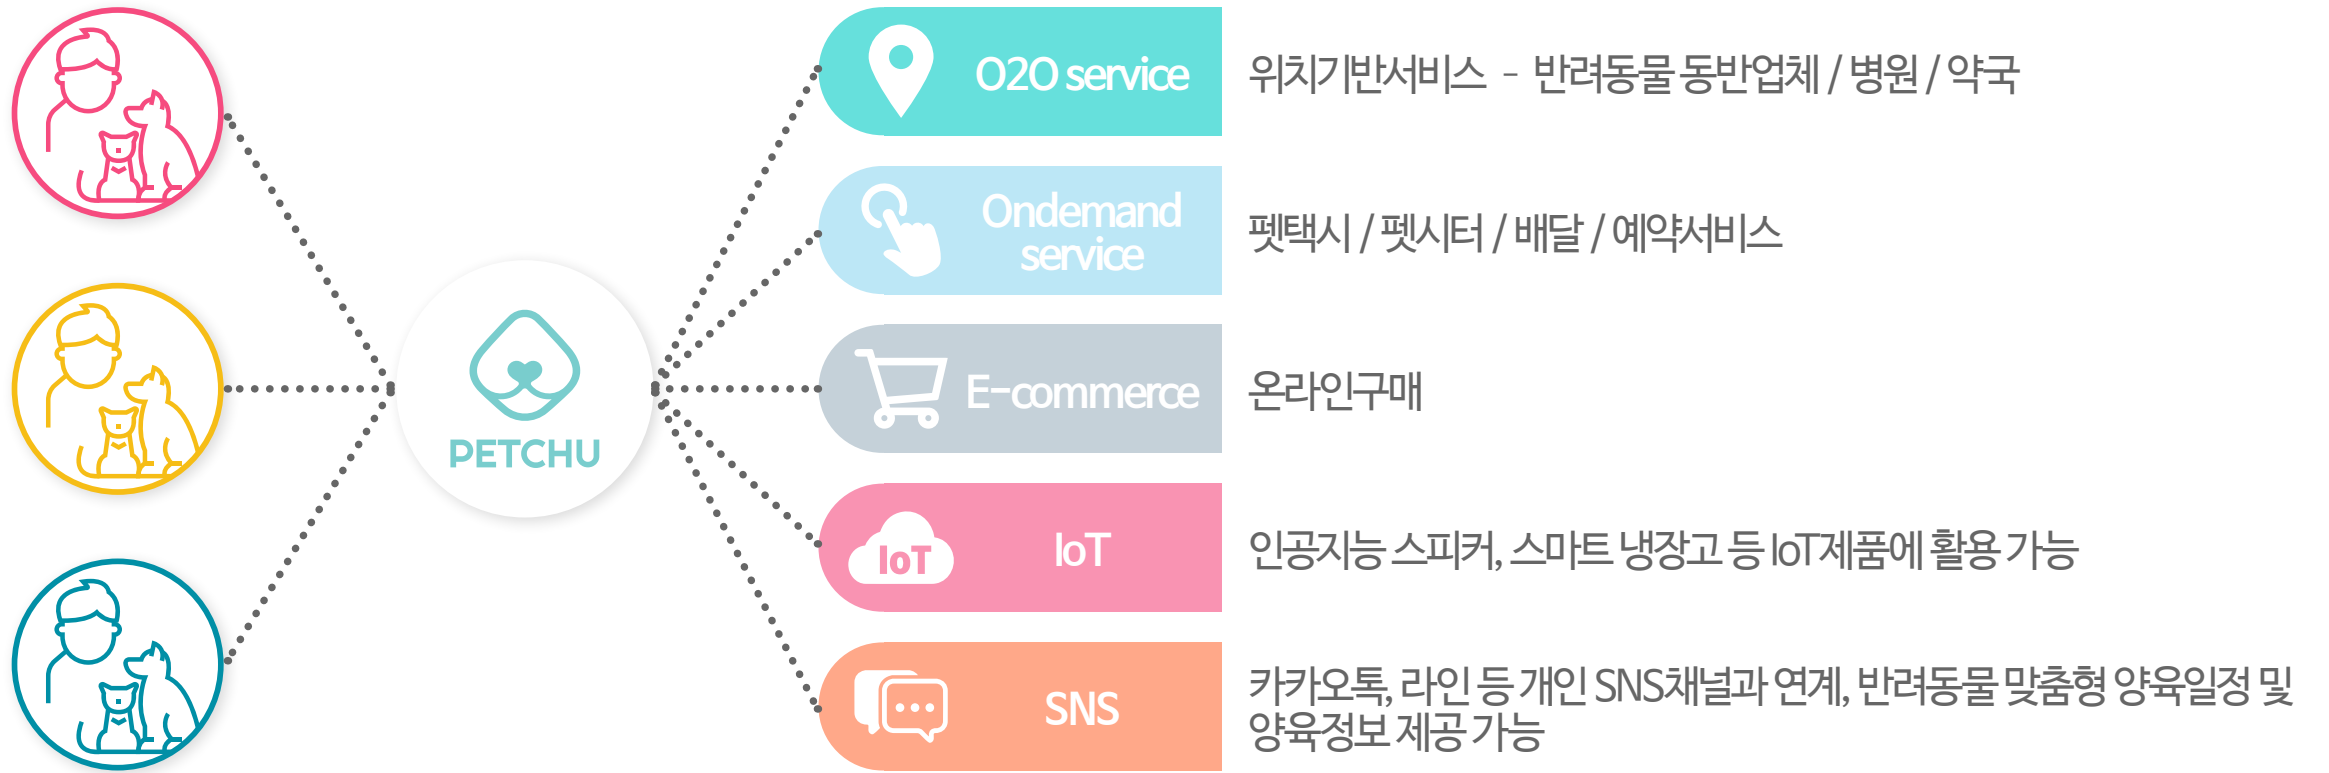 O2O service
위치기반서비스 - 반려동물 동반업체 / 병원 / 약국
Ondemand
service
펫택시 / 펫시터 / 배달 / 예약서비스
PETCHU
E-commerce
온라인구매
IoT
IoT
인공지능 스피커, 스마트 냉장고 등 IoT제품에 활용 가능
SNS
카카오톡, 라인 등 개인 SNS채널과 연계, 반려동물 맞춤형 양육일정 및
양육정보 제공 가능